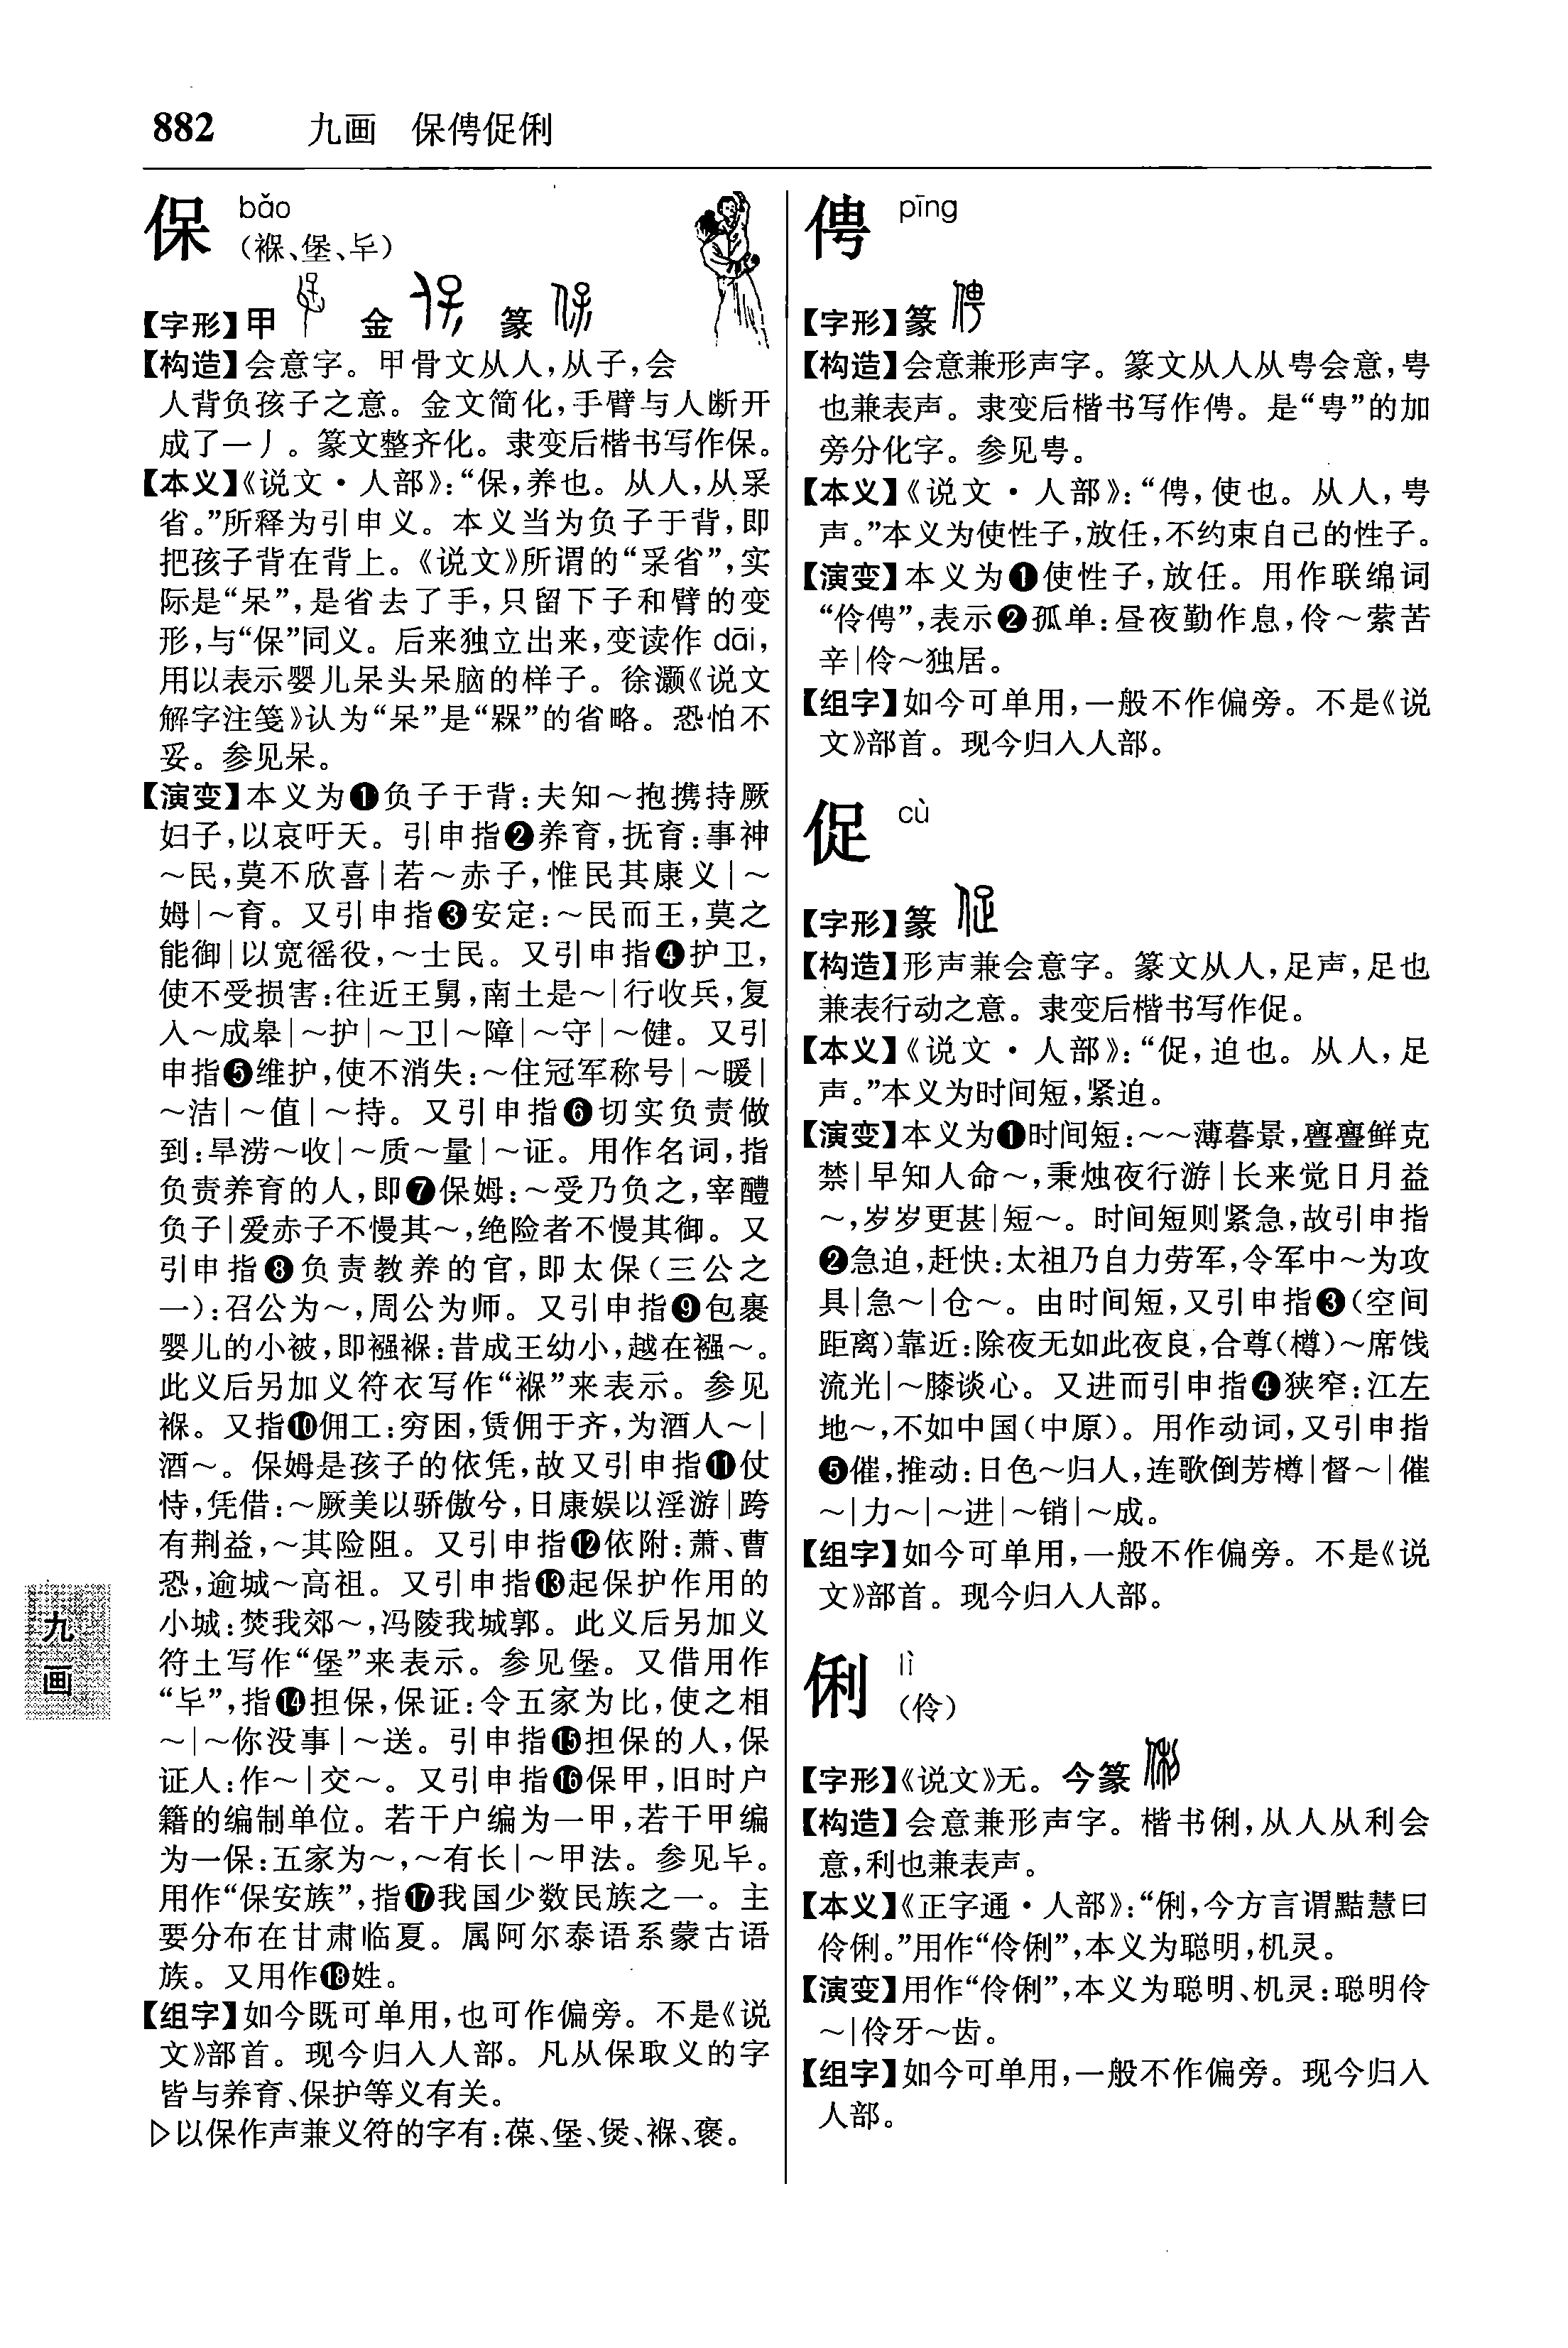 882 九画 保俜促俐
保 bǎo
（褓、堡、𠤏）
【字形】甲 金 篆
【构造】会意字。甲骨文从人，从子，会
人背负孩子之意。金文简化，手臂与人断开
成了一丿。篆文整齐化。隶变后楷书写作保。
【本义】《说文·人部》：“保，养也。从人，从𤓽
省。”所释为引申义。本义当为负子于背，即
把孩子背在背上。《说文》所谓的“𤓽省”，实
际是“呆”，是省去了手，只留下子和臂的变
形，与“保”同义。后来独立出来，变读作 dāi，
用以表示婴儿呆头呆脑的样子。徐灏《说文
解字注笺》认为“呆”是“槑”的省略。恐怕不
妥。参见呆。
【演变】本义为❶负子于背：夫知～抱携持厥
妇子，以哀吁天。引申指❷养育，抚育：事神
～民，莫不欣喜｜若～赤子，惟民其康乂｜～
姆｜～育。又引申指❸安定：～民而王，莫之
能御｜以宽徭役，～士民。又引申指❹护卫，
使不受损害：往近王舅，南土是～｜行收兵，复
入～成皋｜～护｜～卫｜～障｜～守｜～健。又引
申指❺维护，使不消失：～住冠军称号｜～暖｜
～洁｜～值｜～持。又引申指❻切实负责做
到：旱涝～收｜～质～量｜～证。用作名词，指
负责养育的人，即❼保姆：～受乃负之，宰醴
负子｜爱赤子不慢其～，绝险者不慢其御。又
引申指❽负责教养的官，即太保（三公之
一）：召公为～，周公为师。又引申指❾包裹
婴儿的小被，即襁褓：昔成王幼小，越在襁～。
此义后另加义符衣写作“褓”来表示。参见
褓。又指❿佣工：穷困，赁佣于齐，为酒人～｜
酒～。保姆是孩子的依凭，故又引申指⓫仗
恃，凭借：～厥美以骄傲兮，日康娱以淫游｜跨
有荆益，～其险阻。又引申指⓬依附：萧、曹
恐，逾城～高祖。又引申指⓭起保护作用的
小城：焚我郊～，冯陵我城郭。此义后另加义
符土写作“堡”来表示。参见堡。又借用作
“𠤏”，指⓮担保，保证：令五家为比，使之相
～｜～你没事｜～送。引申指⓯担保的人，保
证人：作～｜交～。又引申指⓰保甲，旧时户
籍的编制单位。若干户编为一甲，若干甲编
为一保：五家为～，～有长｜～甲法。参见𠤏。
用作“保安族”，指⓱我国少数民族之一。主
要分布在甘肃临夏。属阿尔泰语系蒙古语
族。又用作⓲姓。
【组字】如今既可单用，也可作偏旁。不是《说
文》部首。现今归入人部。凡从保取义的字
皆与养育、保护等义有关。
▷以保作声兼义符的字有：葆、堡、煲、褓、褒。
俜 pīng
【字形】篆
【构造】会意兼形声字。篆文从人从甹会意，甹
也兼表声。隶变后楷书写作俜。是“甹”的加
旁分化字。参见甹。
【本义】《说文·人部》：“俜，使也。从人，甹
声。”本义为使性子，放任，不约束自己的性子。
【演变】本义为❶使性子，放任。用作联绵词
“伶俜”，表示❷孤单：昼夜勤作息，伶～萦苦
辛｜伶～独居。
【组字】如今可单用，一般不作偏旁。不是《说
文》部首。现今归入人部。
促 cù
【字形】篆
【构造】形声兼会意字。篆文从人，足声，足也
兼表行动之意。隶变后楷书写作促。
【本义】《说文·人部》：“促，迫也。从人，足
声。”本义为时间短，紧迫。
【演变】本义为❶时间短：～～薄暮景，亹亹鲜克
禁｜早知人命～，秉烛夜行游｜长来觉日月益
～，岁岁更甚｜短～。时间短则紧急，故引申指
❷急迫，赶快：太祖乃自力劳军，令军中～为攻
具｜急～｜仓～。由时间短，又引申指❸（空间
距离）靠近：除夜无如此夜良，合尊（樽）～席饯
流光｜～膝谈心。又进而引申指❹狭窄：江左
地～，不如中国（中原）。用作动词，又引申指
❺催，推动：日色～归人，连歌倒芳樽｜督～｜催
～｜力～｜～进｜～销｜～成。
【组字】如今可单用，一般不作偏旁。不是《说
文》部首。现今归入人部。
俐 lì
（伶）
【字形】《说文》无。今篆
【构造】会意兼形声字。楷书俐，从人从利会
意，利也兼表声。
【本义】《正字通·人部》：“俐，今方言谓黠慧曰
伶俐。”用作“伶俐”，本义为聪明，机灵。
【演变】用作“伶俐”，本义为聪明、机灵：聪明伶
～｜伶牙～齿。
【组字】如今可单用，一般不作偏旁。现今归入
人部。
九
画